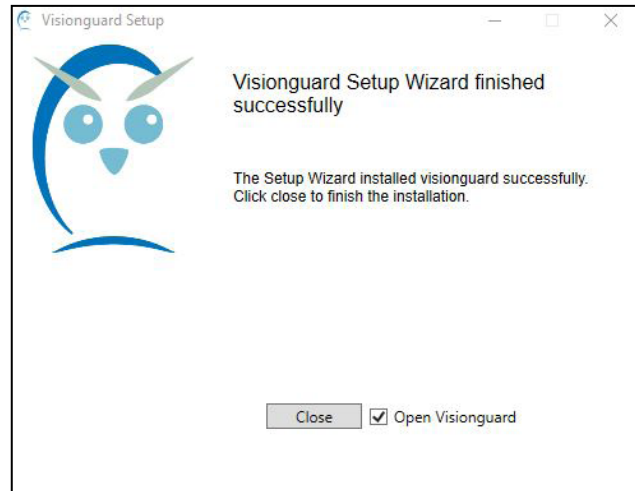 Visionguard Setup
Visionguard Setup Wizard finished
successfully
The Setup Wizard installed visionguard successfully.
Click close to finish the installation.
Close
Open Visionguard